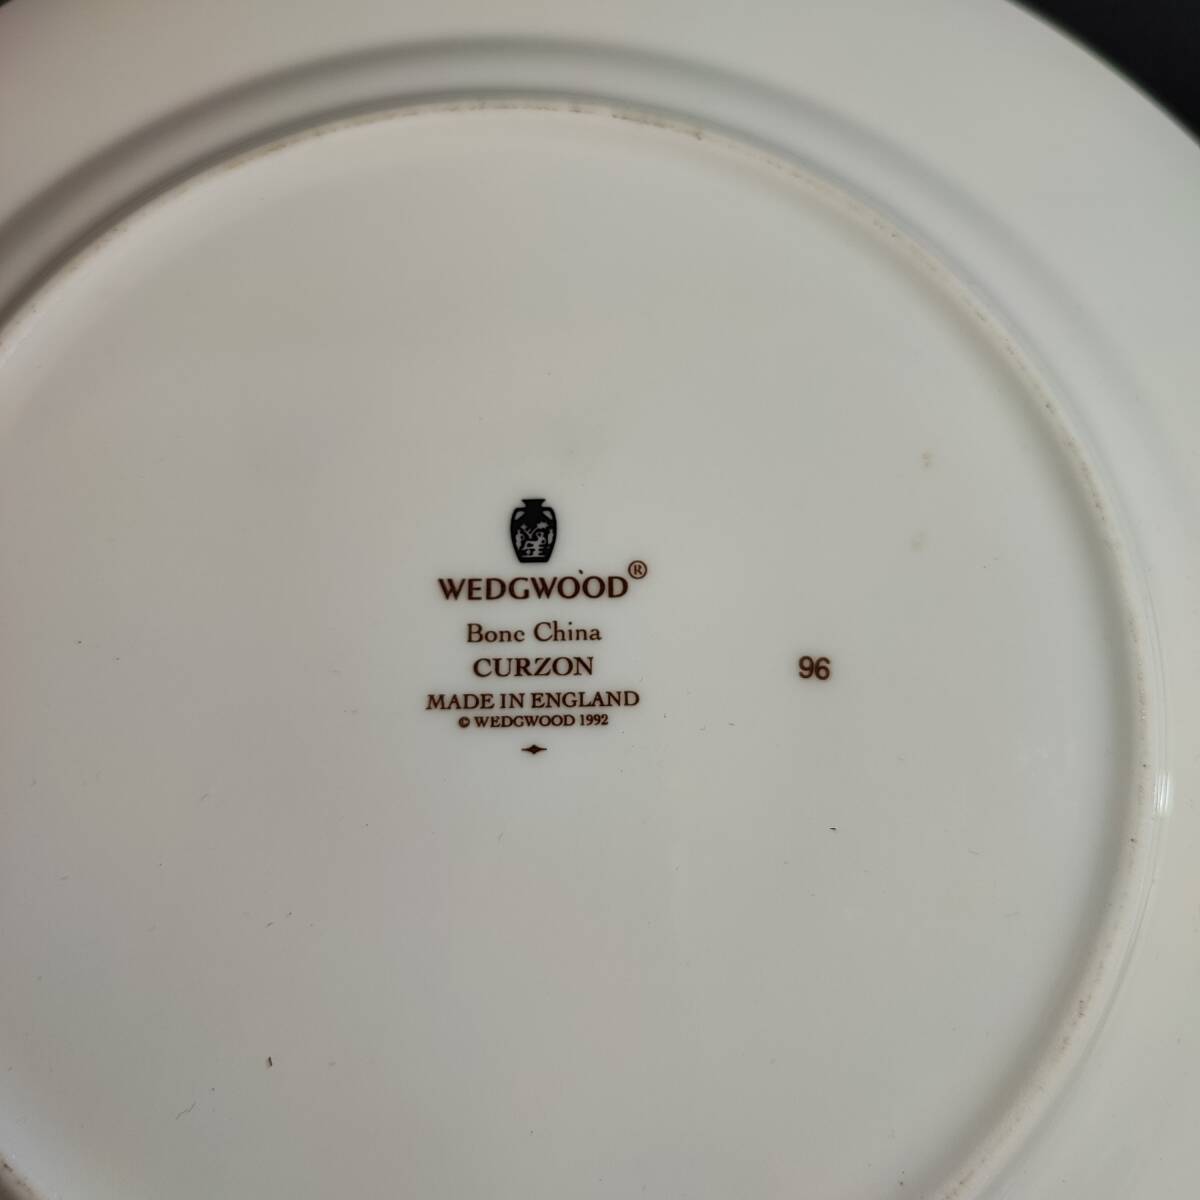 WEDGWOOD®
Bone China
CURZON
MADE IN ENGLAND
© WEDGWOOD 1992
96